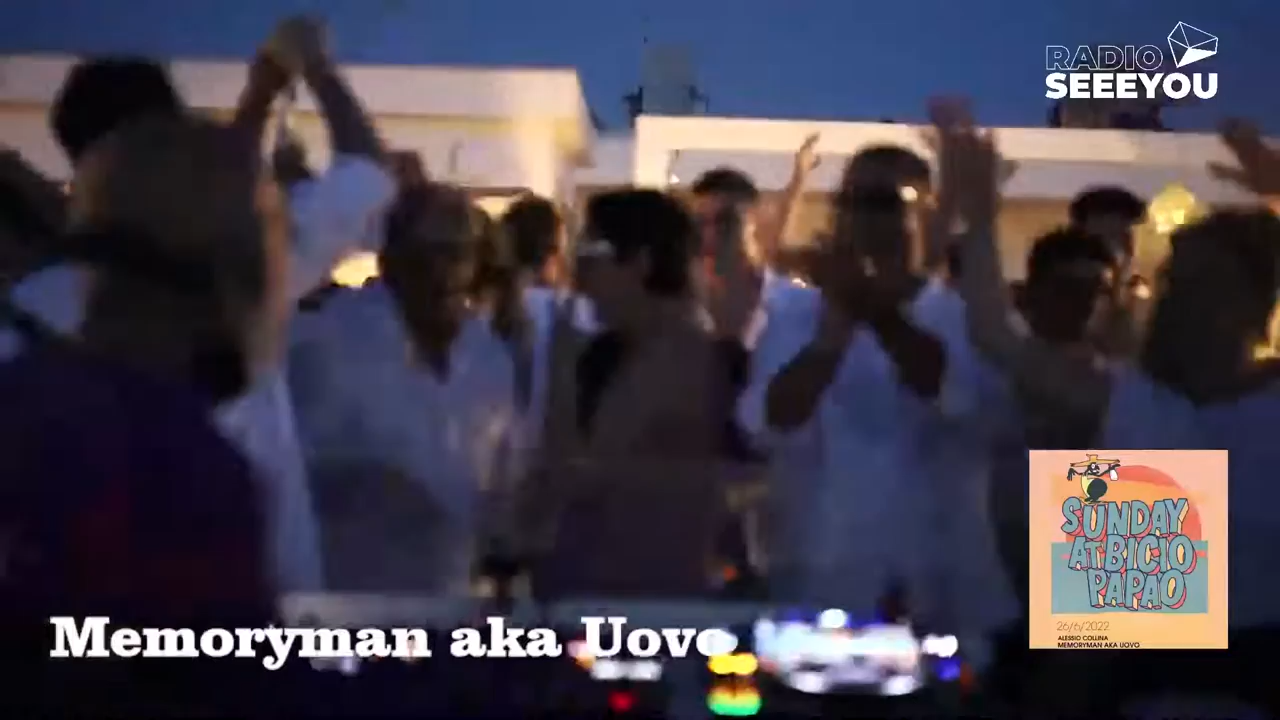 RADIO
SEEEYOU
SUNDAY
AT BICIO
PAPAO
26/6/2022
ALESSIO COLLINA
MEMORYMAN AKA UOVO
Memoryman aka Uovo